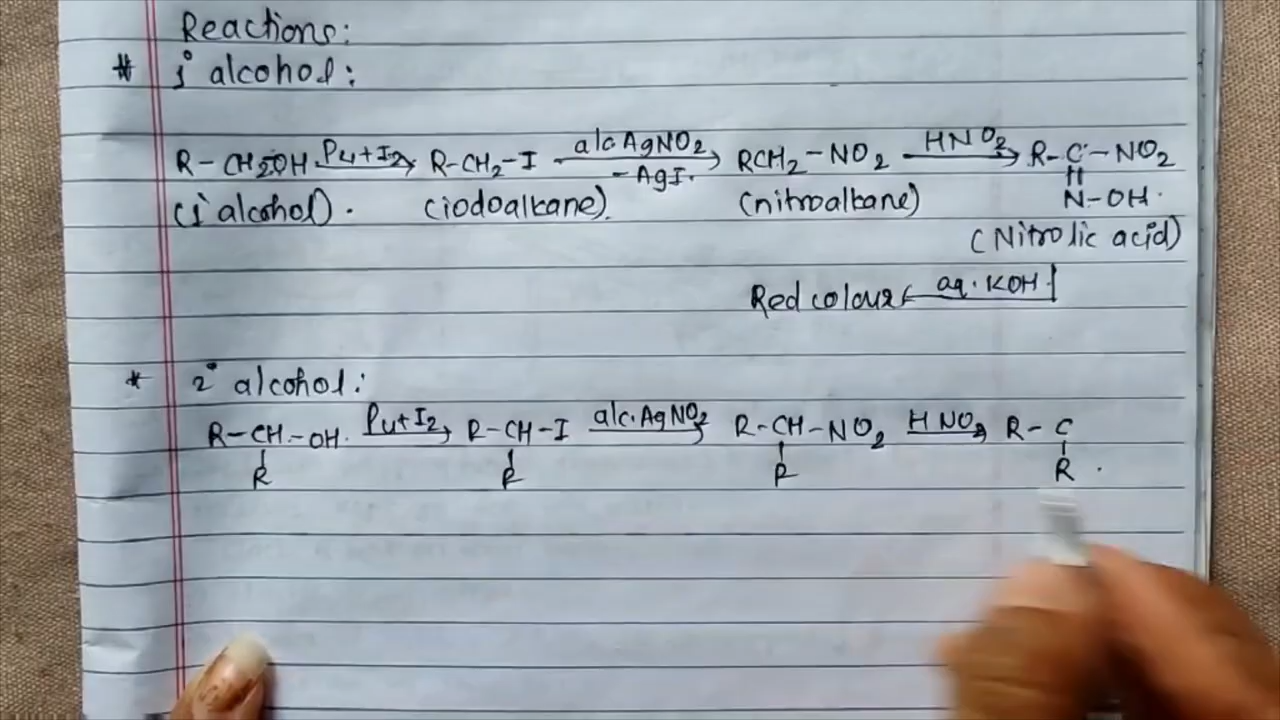 Reactions:
# 1° alcohol:
R-CH2OH P4+I2→ R-CH2-I alc.AgNO2→ RCH2-NO2 HNO2→ R-C-NO2
-AgI.
N-OH.
(1° alcohol). (iodoalkane). (nitroalkane)
(Nitrolic acid)
Red colour← aq.KOH
* 2° alcohol:
R-CH-OH. P4+I2→ R-CH-I alc.AgNO2→ R-CH-NO2 HNO2→ R-C
R R R R